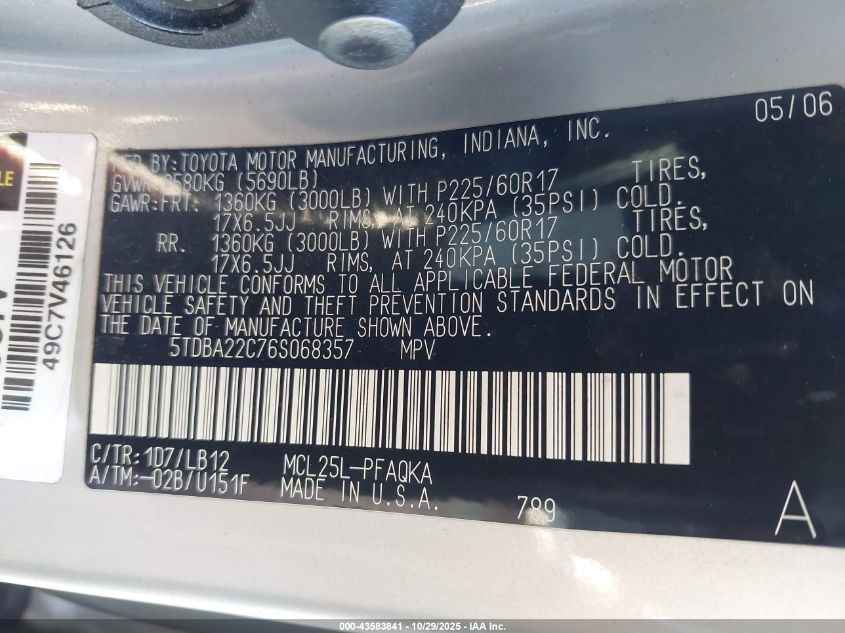 05/06
MFD BY: TOYOTA MOTOR MANUFACTURING, INDIANA, INC.
GVWR 2580KG (5690LB)
GAWR:FRT. 1360KG (3000LB) WITH P225/60R17 TIRES,
17X6.5JJ RIMS, AT 240KPA (35PSI) COLD.
RR. 1360KG (3000LB) WITH P225/60R17 TIRES,
17X6.5JJ RIMS, AT 240KPA (35PSI) COLD.
THIS VEHICLE CONFORMS TO ALL APPLICABLE FEDERAL MOTOR
VEHICLE SAFETY AND THEFT PREVENTION STANDARDS IN EFFECT ON
THE DATE OF MANUFACTURE SHOWN ABOVE.
5TDBA22C76S068357 MPV
C/TR: 1D7/LB12 MCL25L-PFAQKA
A/TM:-02B/U151F MADE IN U.S.A. 789
A
49C7V46126
000-43583841 - 10/29/2025 - IAA Inc.